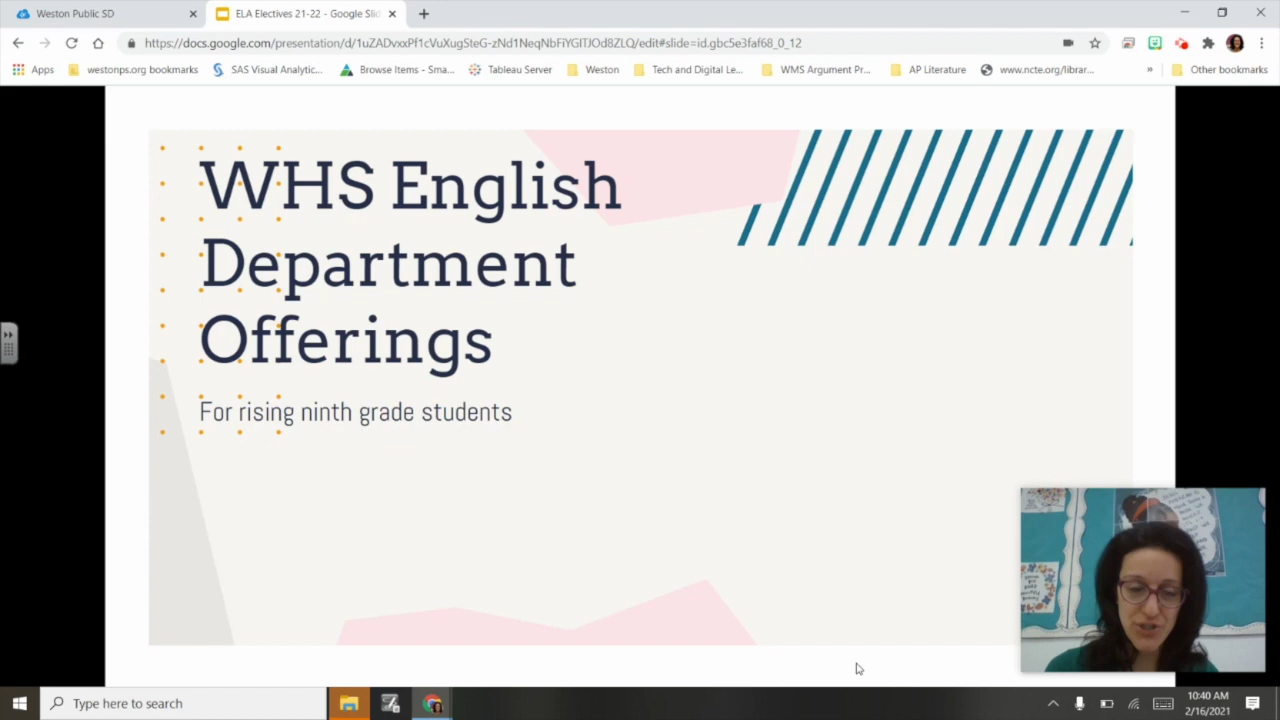 Weston Public SD
ELA Electives 21-22 - Google Slid
https://docs.google.com/presentation/d/1uZADvxxPf1cVuXugSteG-zNd1NeqNbFiYGlTJOd8ZLQ/edit#slide=id.gbc5e3faf68_0_12
Apps westonps.org bookmarks SAS Visual Analytic... Browse Items - Sma... Tableau Server Weston Tech and Digital Le... WMS Argument Pr... AP Literature www.ncte.org/librar... » Other bookmarks
WHS English
Department
Offerings
For rising ninth grade students
Type here to search
10:40 AM
2/16/2021